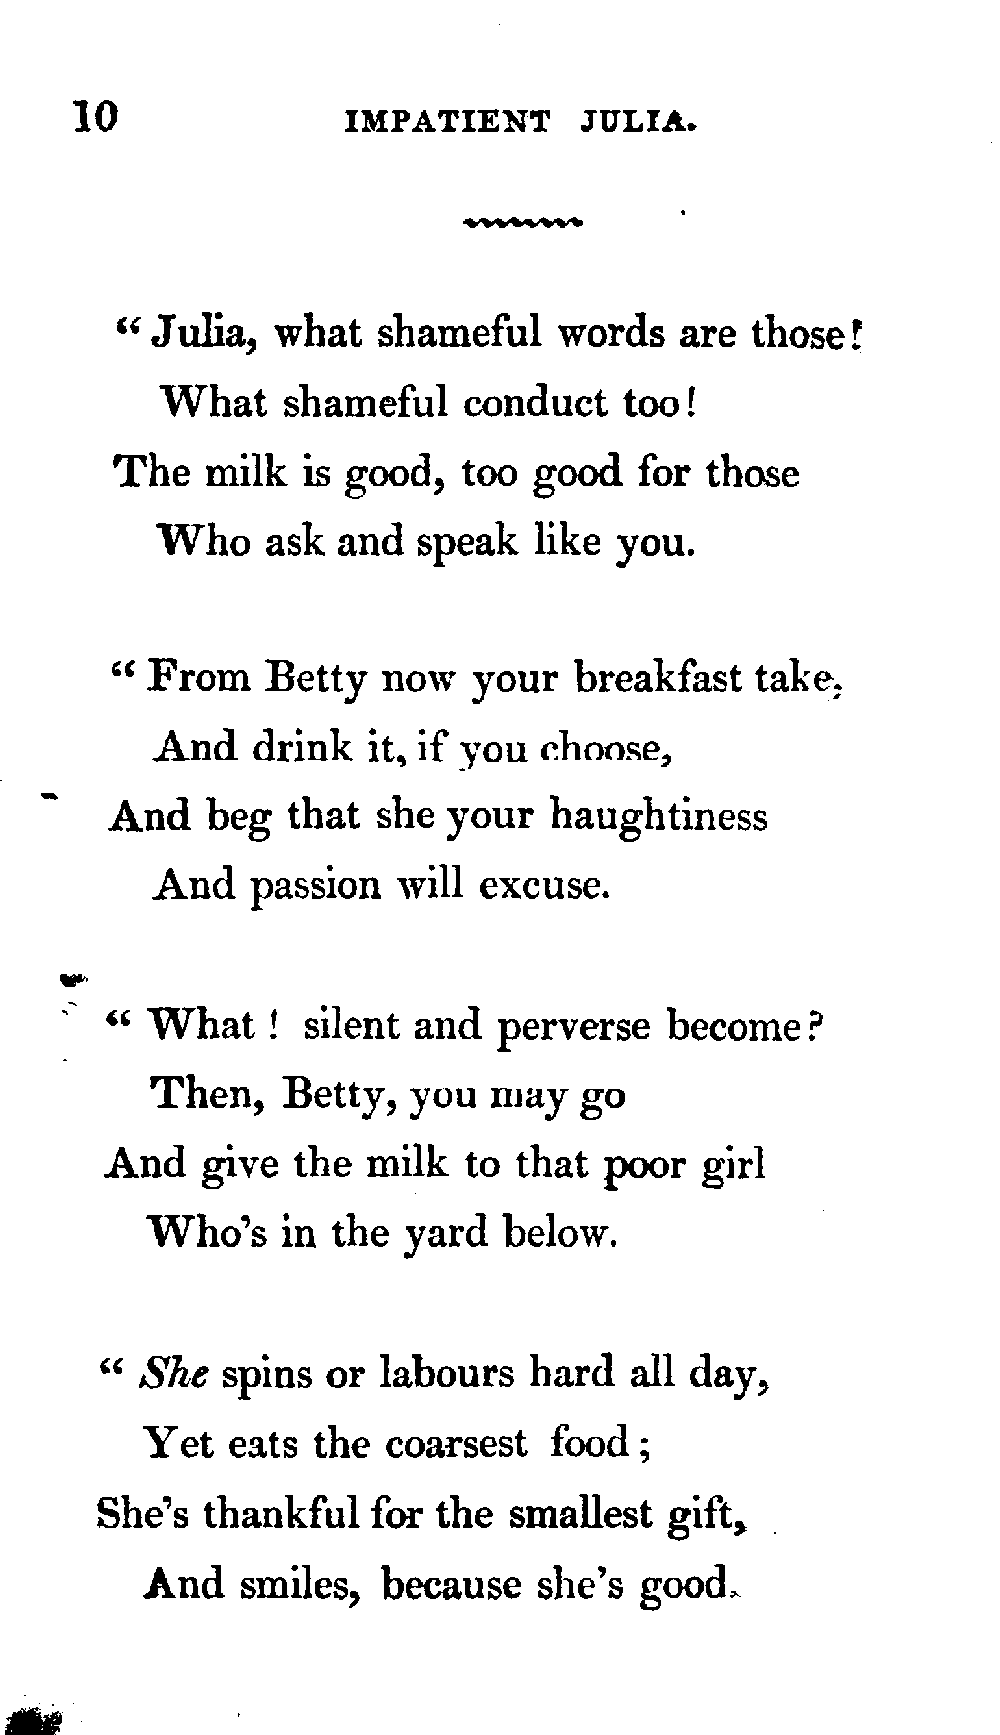 10 IMPATIENT JULIA.
“ Julia, what shameful words are those!
What shameful conduct too!
The milk is good, too good for those
Who ask and speak like you.
“ From Betty now your breakfast take,
And drink it, if you choose,
And beg that she your haughtiness
And passion will excuse.
“ What ! silent and perverse become?
Then, Betty, you may go
And give the milk to that poor girl
Who’s in the yard below.
“ She spins or labours hard all day,
Yet eats the coarsest food ;
She’s thankful for the smallest gift,
And smiles, because she’s good.